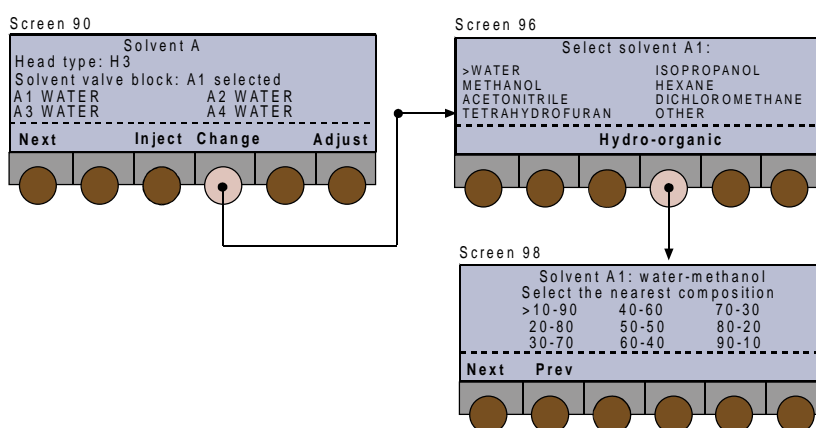 Screen 90
Solvent A
Head type: H3
Solvent valve block: A1 selected
A1 WATER A2 WATER
A3 WATER A4 WATER
Next Inject Change Adjust
Screen 96
Select solvent A1:
>WATER ISOPROPANOL
METHANOL HEXANE
ACETONITRILE DICHLOROMETHANE
TETRAHYDROFURAN OTHER
Hydro-organic
Screen 98
Solvent A1: water-methanol
Select the nearest composition
>10-90 40-60 70-30
20-80 50-50 80-20
30-70 60-40 90-10
Next Prev